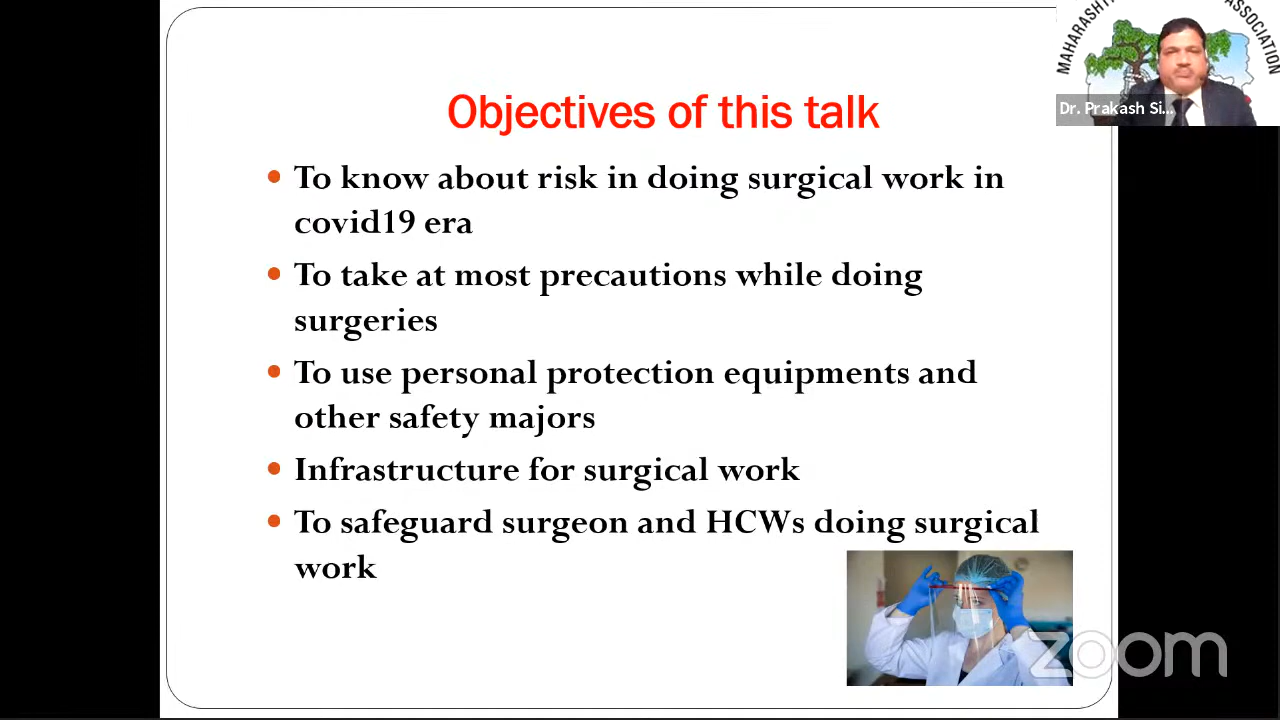 MAHARASHT
ASSOCIATION
Dr. Prakash Si...
Objectives of this talk
• To know about risk in doing surgical work in
covid19 era
• To take at most precautions while doing
surgeries
• To use personal protection equipments and
other safety majors
• Infrastructure for surgical work
• To safeguard surgeon and HCWs doing surgical
work
zoom